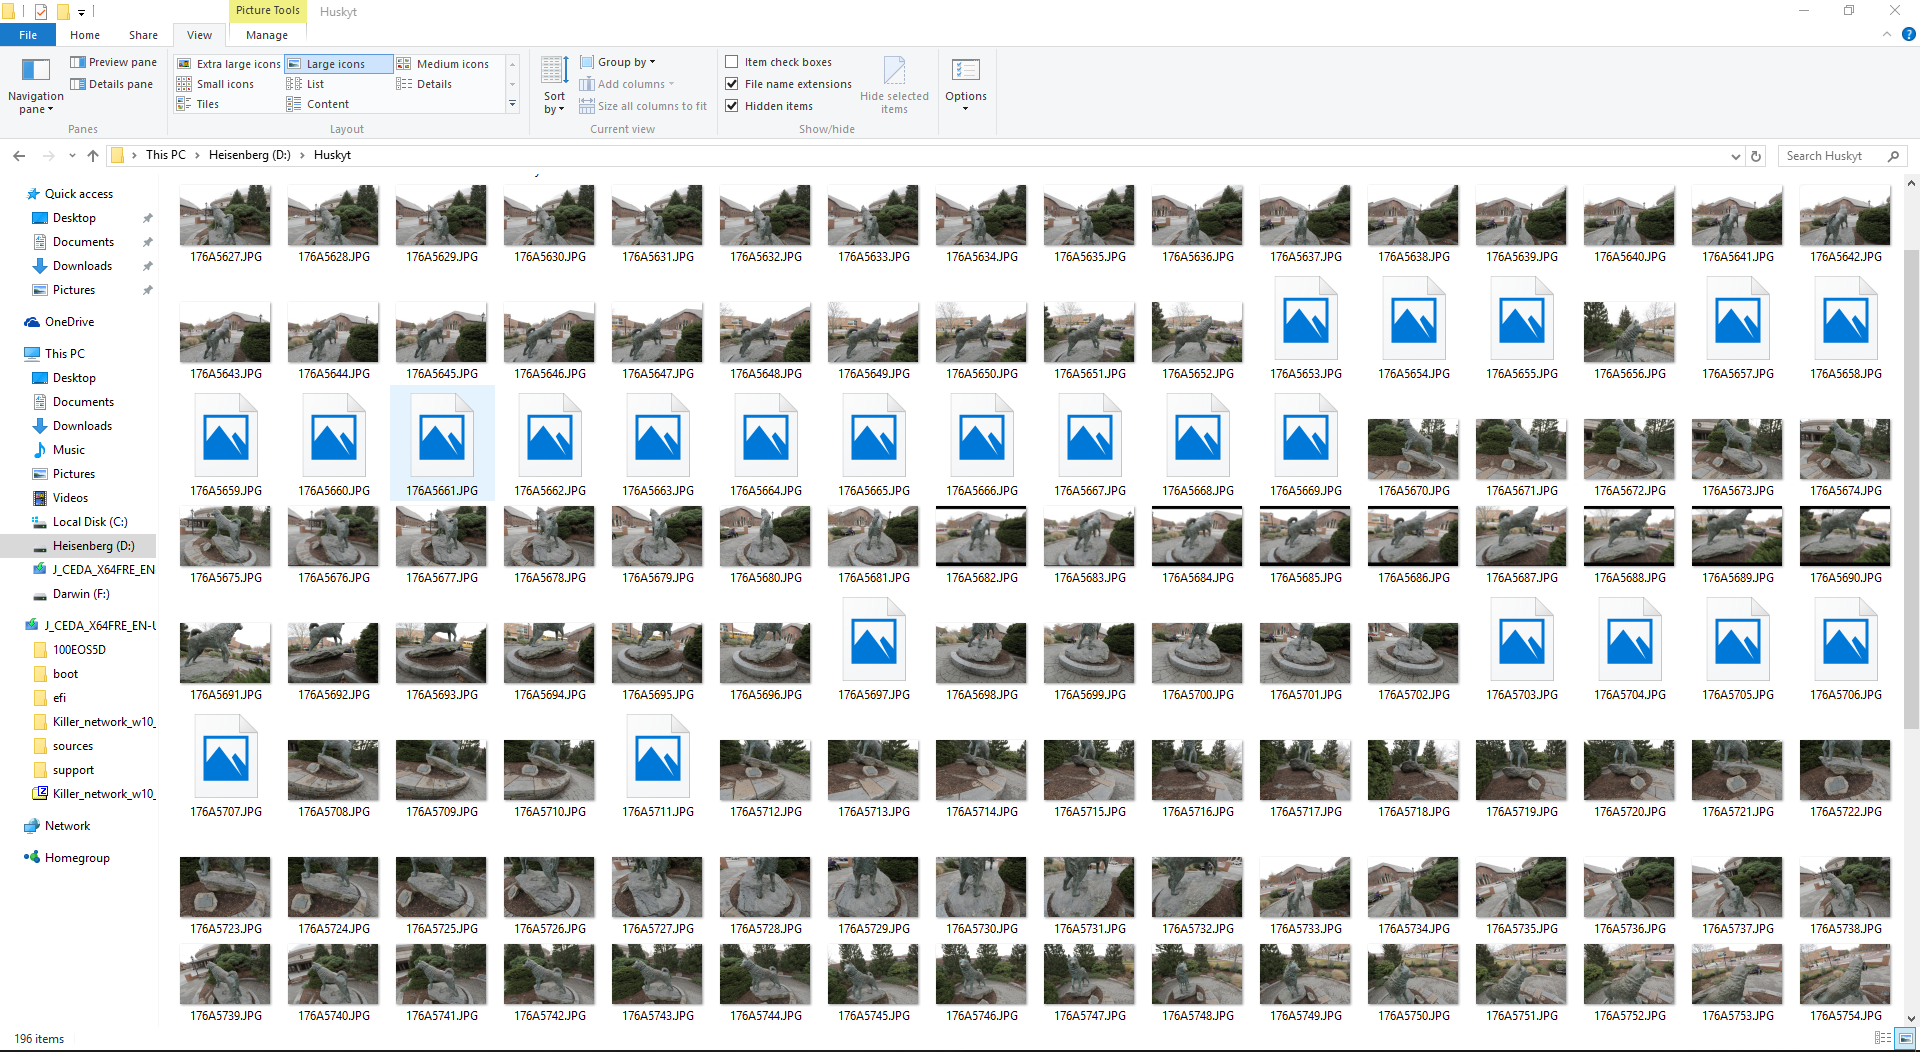 Picture Tools Huskyt
File Home Share View Manage
Navigation pane
Preview pane
Details pane
Panes
Extra large icons Large icons Medium icons
Small icons List Details
Tiles Content
Layout
Sort by
Group by
Add columns
Size all columns to fit
Current view
Item check boxes
File name extensions
Hidden items
Hide selected items
Show/hide
Options
This PC Heisenberg (D:) Huskyt
Search Huskyt
Quick access
Desktop
Documents
Downloads
Pictures
OneDrive
This PC
Desktop
Documents
Downloads
Music
Pictures
Videos
Local Disk (C:)
Heisenberg (D:)
J_CEDA_X64FRE_EN
Darwin (F:)
J_CEDA_X64FRE_EN-U
100EOS5D
boot
efi
Killer_network_w10_
sources
support
Killer_network_w10_
Network
Homegroup
176A5627.JPG 176A5628.JPG 176A5629.JPG 176A5630.JPG 176A5631.JPG 176A5632.JPG 176A5633.JPG 176A5634.JPG 176A5635.JPG 176A5636.JPG 176A5637.JPG 176A5638.JPG 176A5639.JPG 176A5640.JPG 176A5641.JPG 176A5642.JPG
176A5643.JPG 176A5644.JPG 176A5645.JPG 176A5646.JPG 176A5647.JPG 176A5648.JPG 176A5649.JPG 176A5650.JPG 176A5651.JPG 176A5652.JPG 176A5653.JPG 176A5654.JPG 176A5655.JPG 176A5656.JPG 176A5657.JPG 176A5658.JPG
176A5659.JPG 176A5660.JPG 176A5661.JPG 176A5662.JPG 176A5663.JPG 176A5664.JPG 176A5665.JPG 176A5666.JPG 176A5667.JPG 176A5668.JPG 176A5669.JPG 176A5670.JPG 176A5671.JPG 176A5672.JPG 176A5673.JPG 176A5674.JPG
176A5675.JPG 176A5676.JPG 176A5677.JPG 176A5678.JPG 176A5679.JPG 176A5680.JPG 176A5681.JPG 176A5682.JPG 176A5683.JPG 176A5684.JPG 176A5685.JPG 176A5686.JPG 176A5687.JPG 176A5688.JPG 176A5689.JPG 176A5690.JPG
176A5691.JPG 176A5692.JPG 176A5693.JPG 176A5694.JPG 176A5695.JPG 176A5696.JPG 176A5697.JPG 176A5698.JPG 176A5699.JPG 176A5700.JPG 176A5701.JPG 176A5702.JPG 176A5703.JPG 176A5704.JPG 176A5705.JPG 176A5706.JPG
176A5707.JPG 176A5708.JPG 176A5709.JPG 176A5710.JPG 176A5711.JPG 176A5712.JPG 176A5713.JPG 176A5714.JPG 176A5715.JPG 176A5716.JPG 176A5717.JPG 176A5718.JPG 176A5719.JPG 176A5720.JPG 176A5721.JPG 176A5722.JPG
176A5723.JPG 176A5724.JPG 176A5725.JPG 176A5726.JPG 176A5727.JPG 176A5728.JPG 176A5729.JPG 176A5730.JPG 176A5731.JPG 176A5732.JPG 176A5733.JPG 176A5734.JPG 176A5735.JPG 176A5736.JPG 176A5737.JPG 176A5738.JPG
176A5739.JPG 176A5740.JPG 176A5741.JPG 176A5742.JPG 176A5743.JPG 176A5744.JPG 176A5745.JPG 176A5746.JPG 176A5747.JPG 176A5748.JPG 176A5749.JPG 176A5750.JPG 176A5751.JPG 176A5752.JPG 176A5753.JPG 176A5754.JPG
196 items